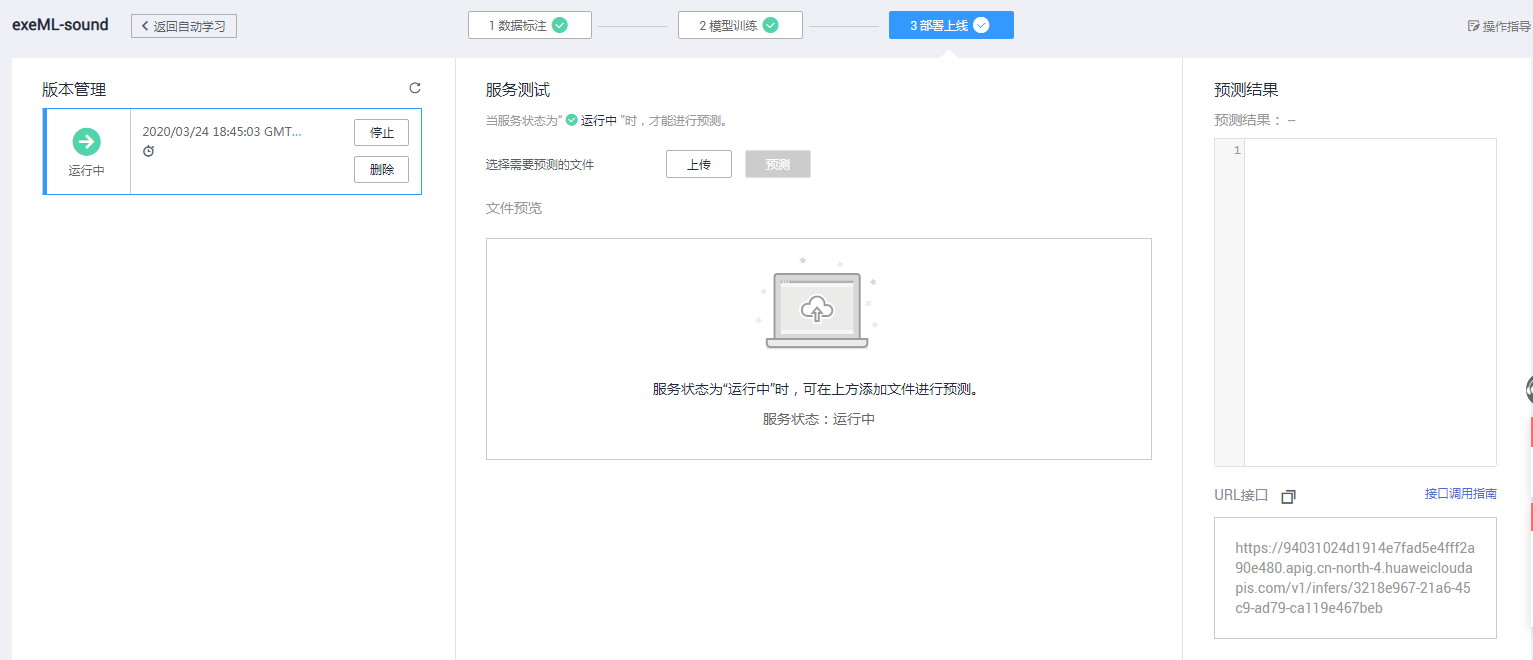 exeML-sound
返回自动学习
1 数据标注
2 模型训练
3 部署上线
操作指导
版本管理
运行中
2020/03/24 18:45:03 GMT...
停止
删除
服务测试
当服务状态为“ 运行中 ”时，才能进行预测。
选择需要预测的文件
上传
预测
文件预览
服务状态为“运行中”时，可在上方添加文件进行预测。
服务状态：运行中
预测结果
预测结果： --
1
URL接口
接口调用指南
https://94031024d1914e7fad5e4fff2a
90e480.apig.cn-north-4.huaweiclouda
pis.com/v1/infers/3218e967-21a6-45
c9-ad79-ca119e467beb